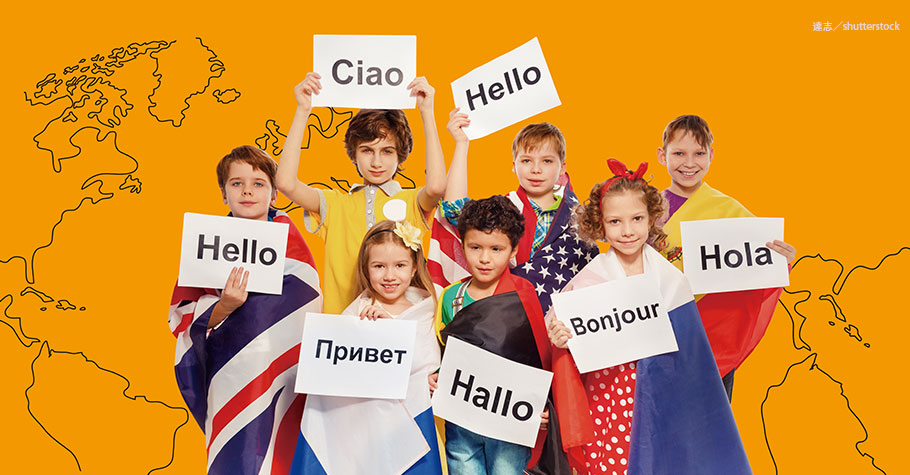 達志／shutterstock
Ciao
Hello
Hello
Hola
Bonjour
Привет
Hallo